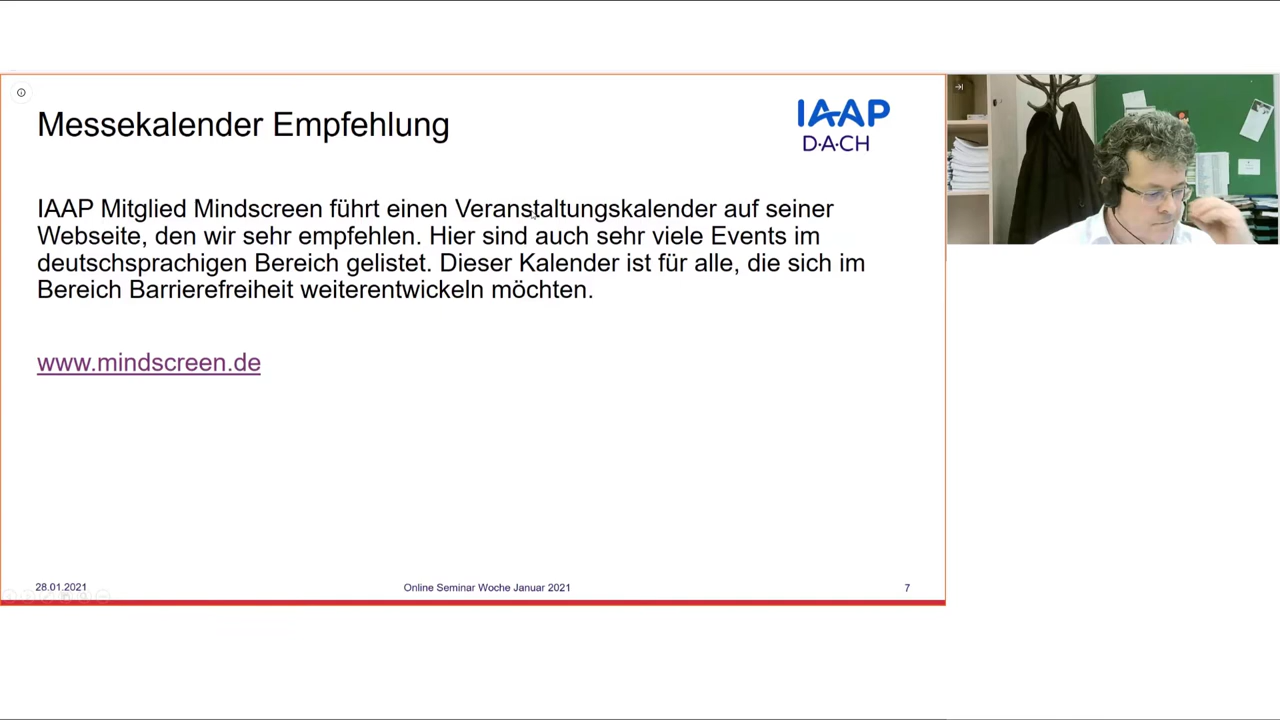 Messekalender Empfehlung
IAAP
D·A·CH
IAAP Mitglied Mindscreen führt einen Veranstaltungskalender auf seiner
Webseite, den wir sehr empfehlen. Hier sind auch sehr viele Events im
deutschsprachigen Bereich gelistet. Dieser Kalender ist für alle, die sich im
Bereich Barrierefreiheit weiterentwickeln möchten.
www.mindscreen.de
28.01.2021
Online Seminar Woche Januar 2021
7